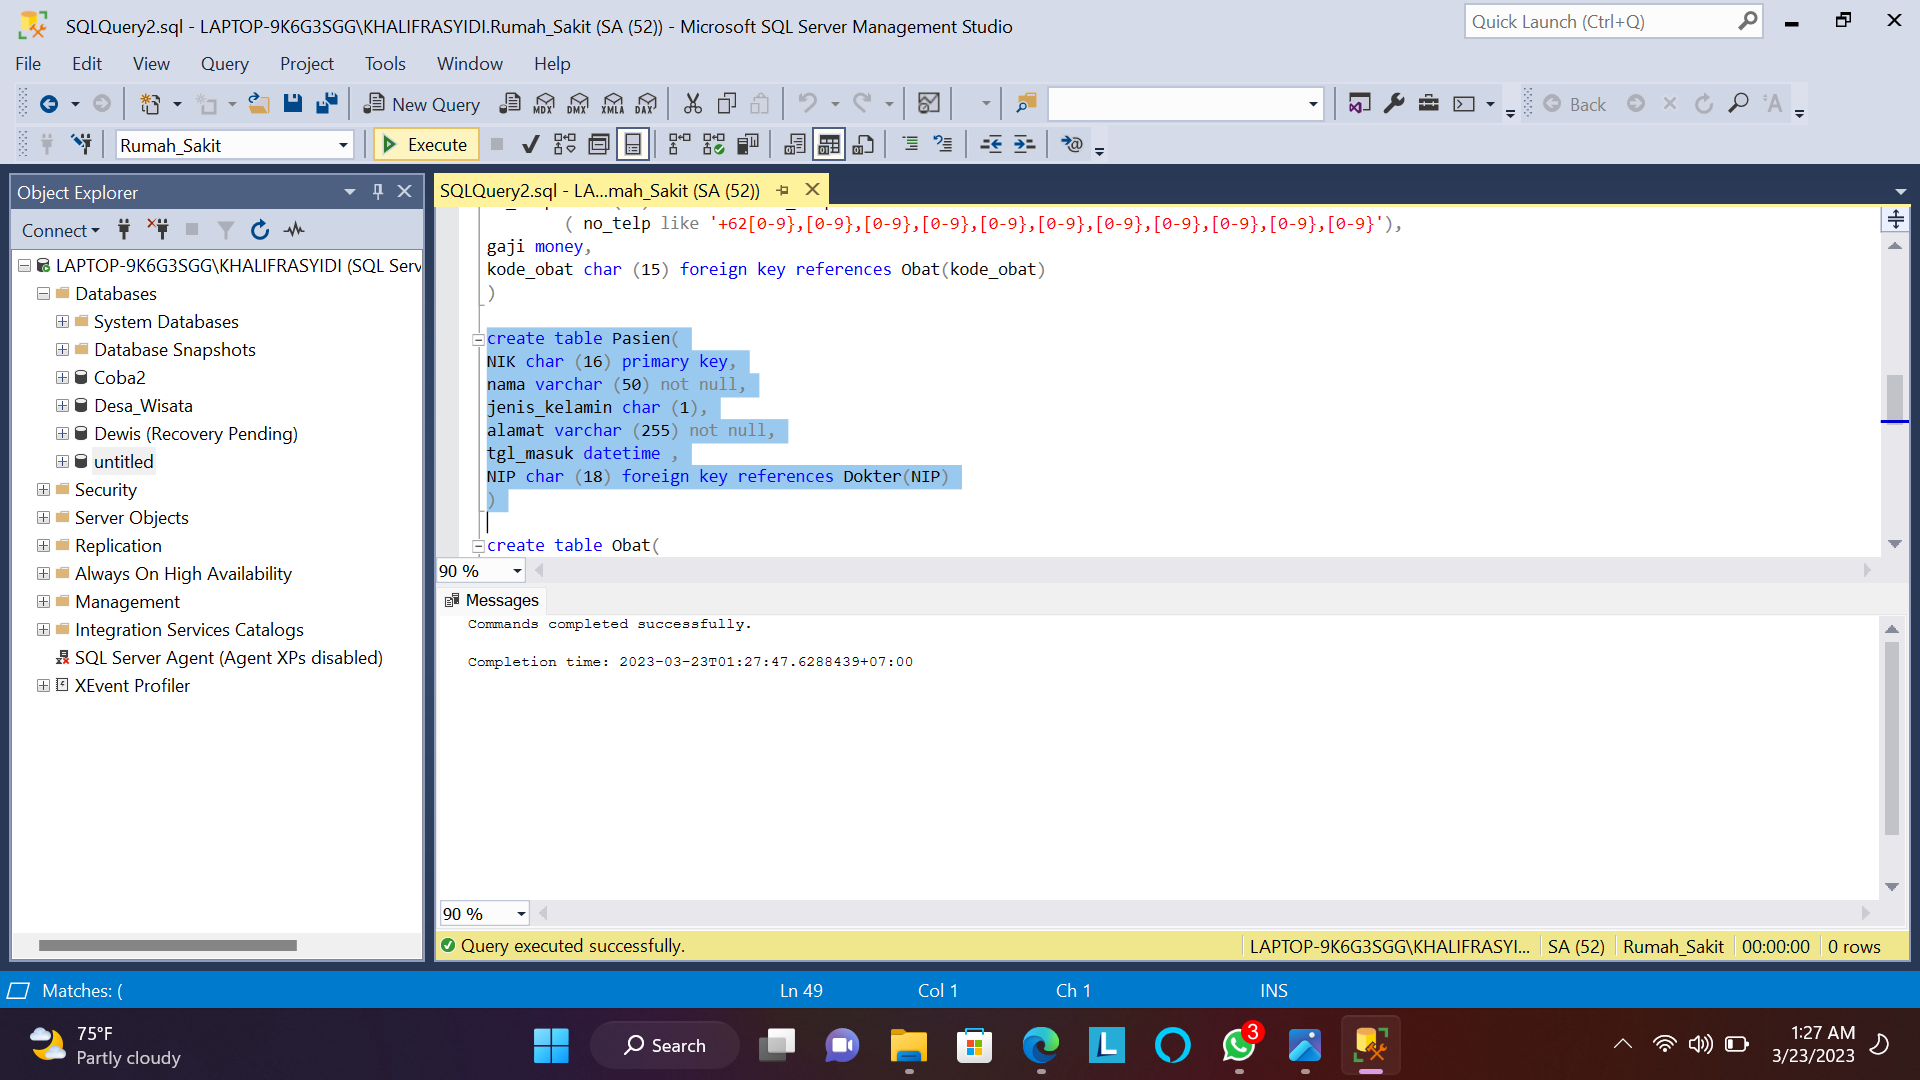 SQLQuery2.sql - LAPTOP-9K6G3SGG\KHALIFRASYIDI.Rumah_Sakit (SA (52)) - Microsoft SQL Server Management Studio
Quick Launch (Ctrl+Q)
File Edit View Query Project Tools Window Help
New Query MDX DMX XMLA DAX Back
Rumah_Sakit Execute
Object Explorer
Connect
LAPTOP-9K6G3SGG\KHALIFRASYIDI (SQL Serv
Databases
System Databases
Database Snapshots
Coba2
Desa_Wisata
Dewis (Recovery Pending)
untitled
Security
Server Objects
Replication
Always On High Availability
Management
Integration Services Catalogs
SQL Server Agent (Agent XPs disabled)
XEvent Profiler
SQLQuery2.sql - LA...mah_Sakit (SA (52))
( no_telp like '+62[0-9},[0-9},[0-9},[0-9},[0-9},[0-9},[0-9},[0-9},[0-9},[0-9},[0-9}'),
gaji money,
kode_obat char (15) foreign key references Obat(kode_obat)
)
create table Pasien(
NIK char (16) primary key,
nama varchar (50) not null,
jenis_kelamin char (1),
alamat varchar (255) not null,
tgl_masuk datetime ,
NIP char (18) foreign key references Dokter(NIP)
)
create table Obat(
90 %
Messages
Commands completed successfully.
Completion time: 2023-03-23T01:27:47.6288439+07:00
90 %
Query executed successfully.
LAPTOP-9K6G3SGG\KHALIFRASYI... SA (52) Rumah_Sakit 00:00:00 0 rows
Matches: (
Ln 49 Col 1 Ch 1 INS
75°F
Partly cloudy
Search
L
3
1:27 AM
3/23/2023